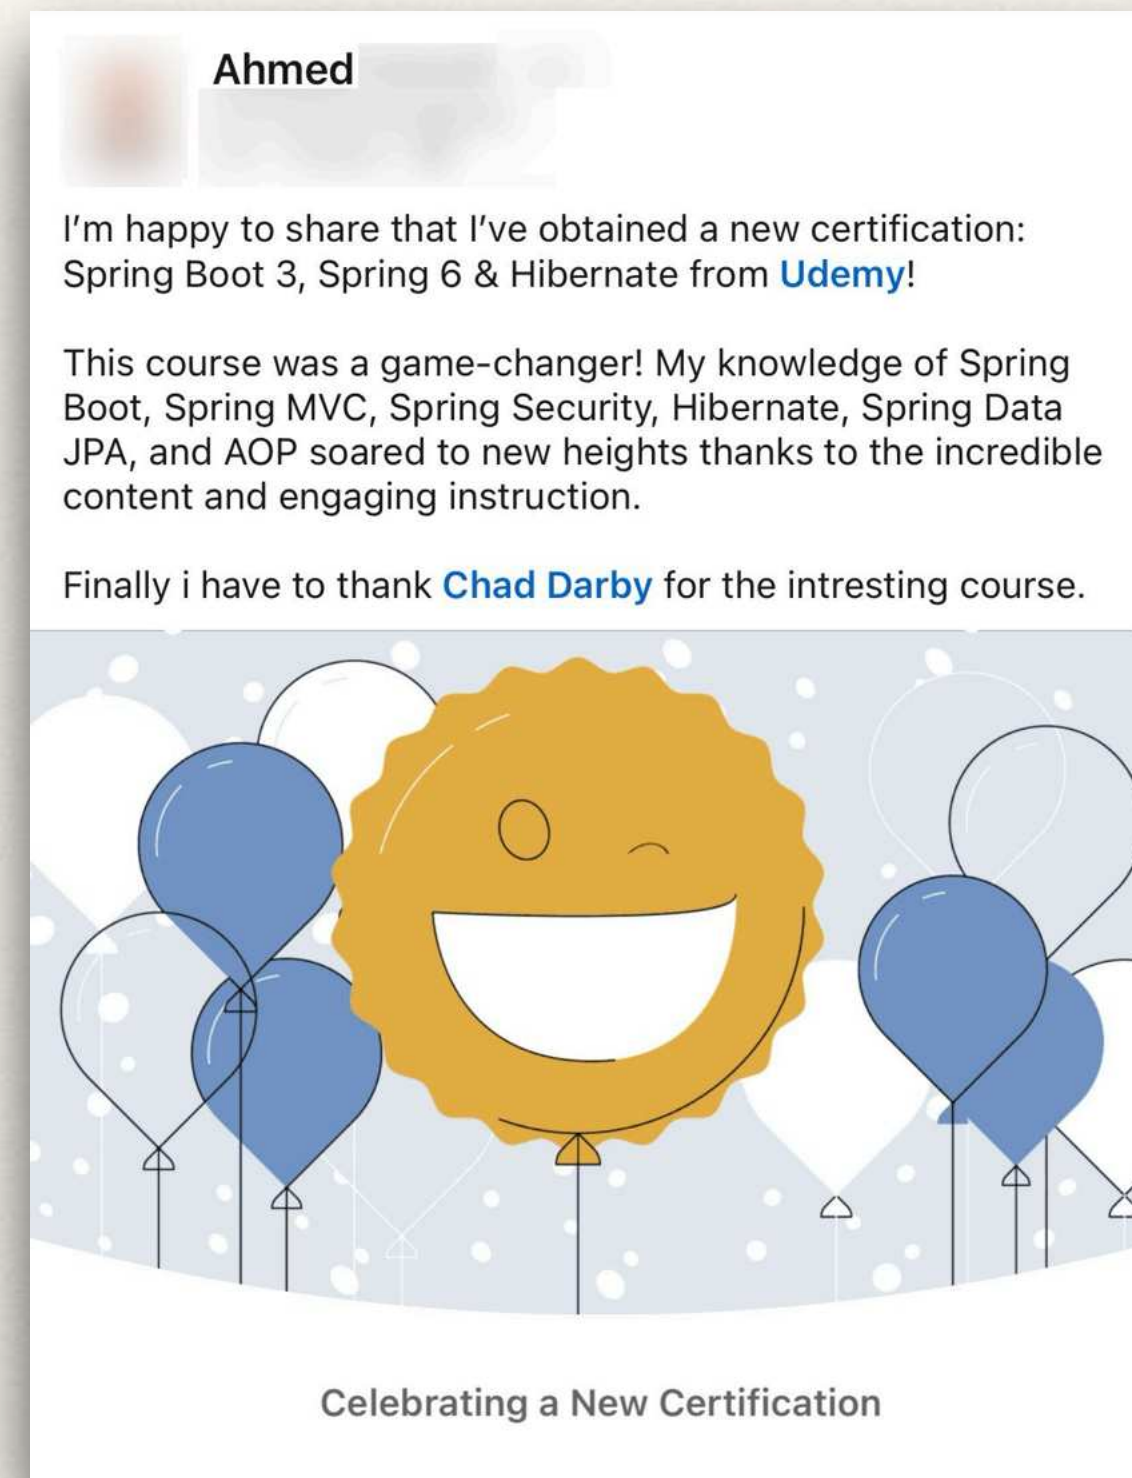 Ahmed
I'm happy to share that I've obtained a new certification:
Spring Boot 3, Spring 6 & Hibernate from Udemy!
This course was a game-changer! My knowledge of Spring
Boot, Spring MVC, Spring Security, Hibernate, Spring Data
JPA, and AOP soared to new heights thanks to the incredible
content and engaging instruction.
Finally i have to thank Chad Darby for the intresting course.
Celebrating a New Certification